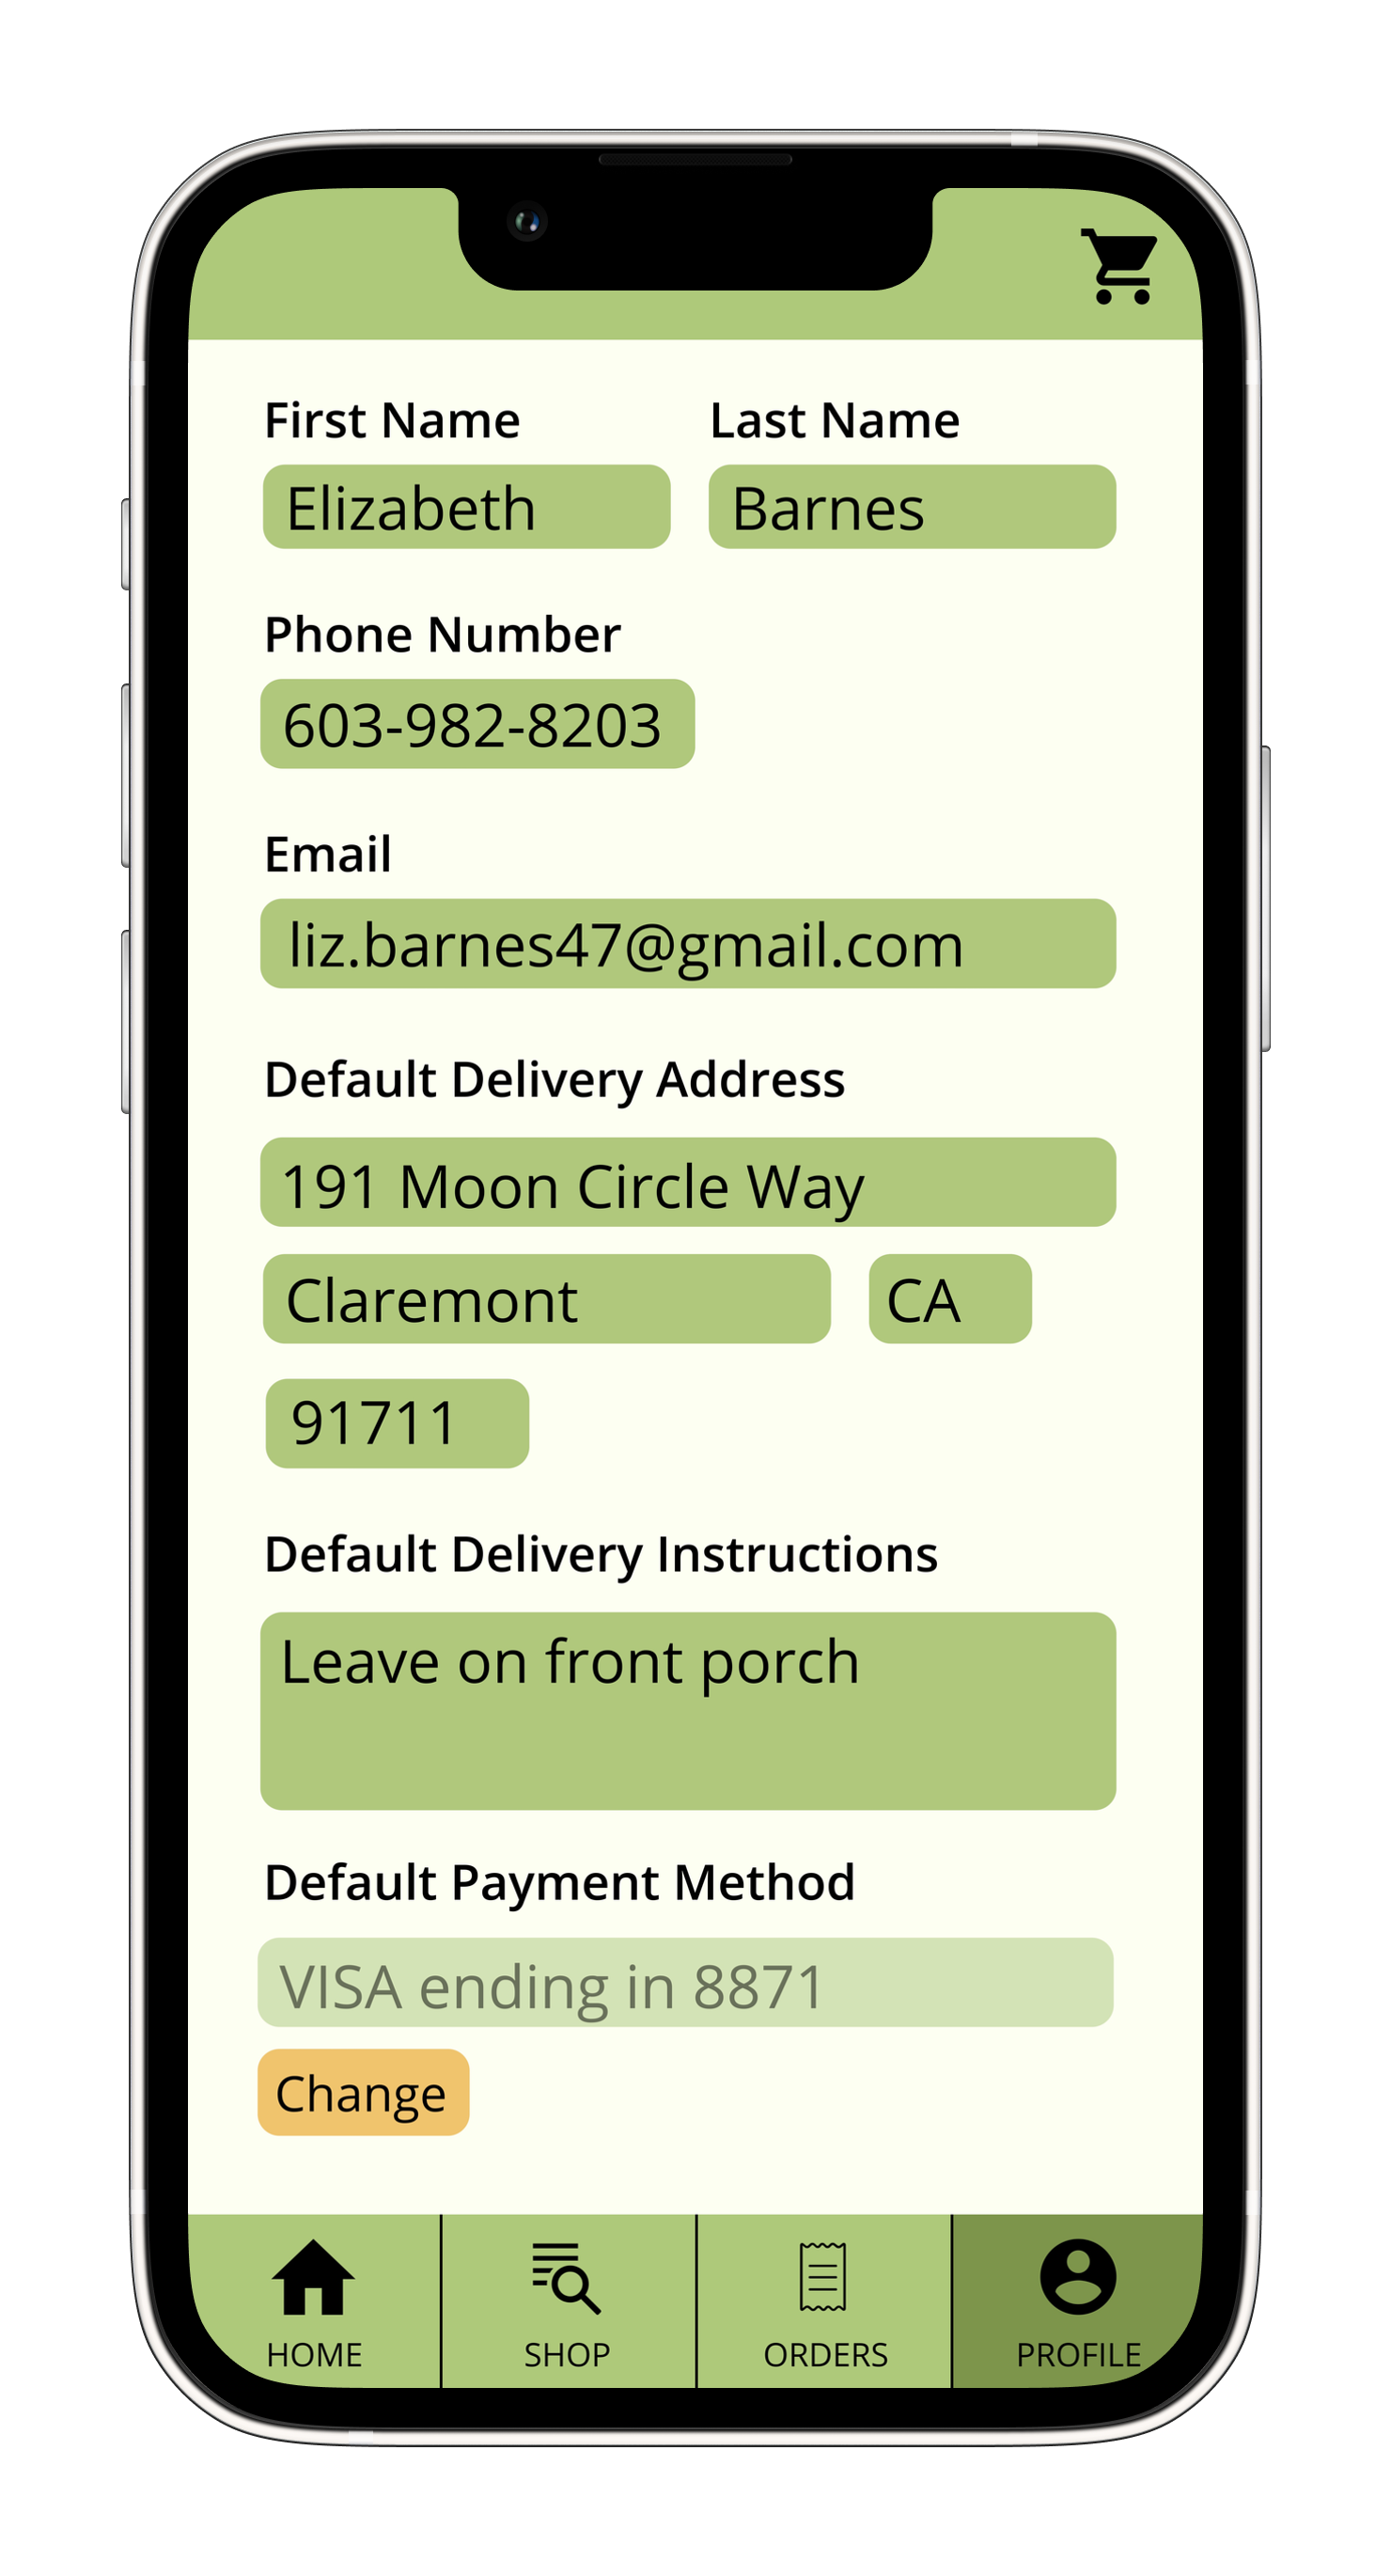 First Name Last Name
Elizabeth Barnes
Phone Number
603-982-8203
Email
liz.barnes47@gmail.com
Default Delivery Address
191 Moon Circle Way
Claremont CA
91711
Default Delivery Instructions
Leave on front porch
Default Payment Method
VISA ending in 8871
Change
HOME SHOP ORDERS PROFILE